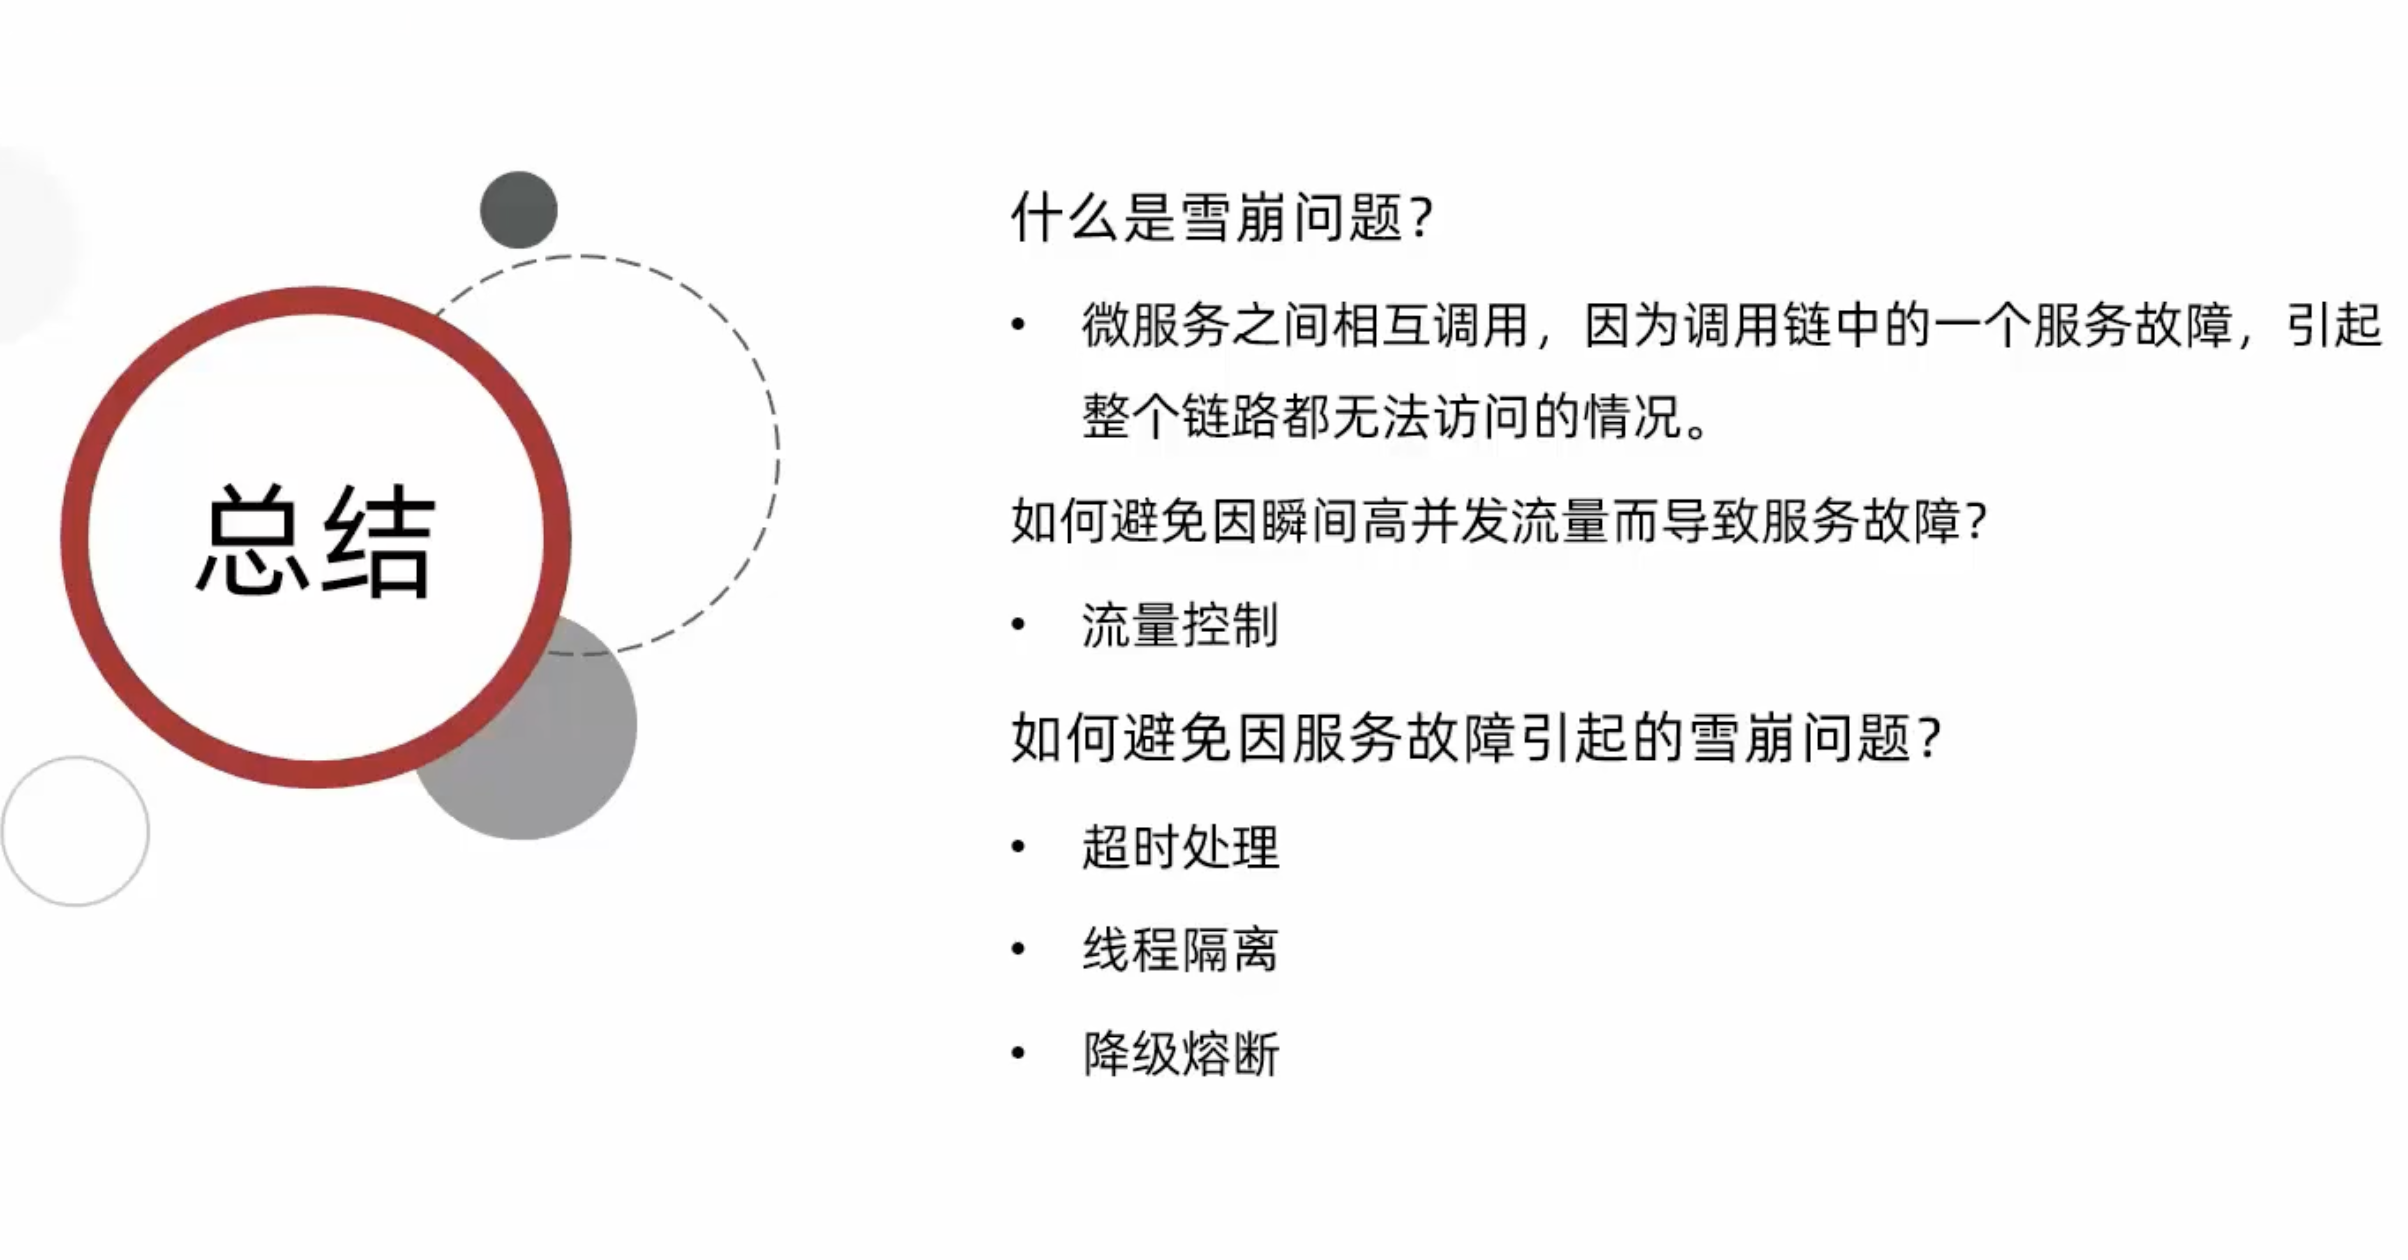 总结
什么是雪崩问题？
• 微服务之间相互调用，因为调用链中的一个服务故障，引起
整个链路都无法访问的情况。
如何避免因瞬间高并发流量而导致服务故障？
• 流量控制
如何避免因服务故障引起的雪崩问题？
• 超时处理
• 线程隔离
• 降级熔断